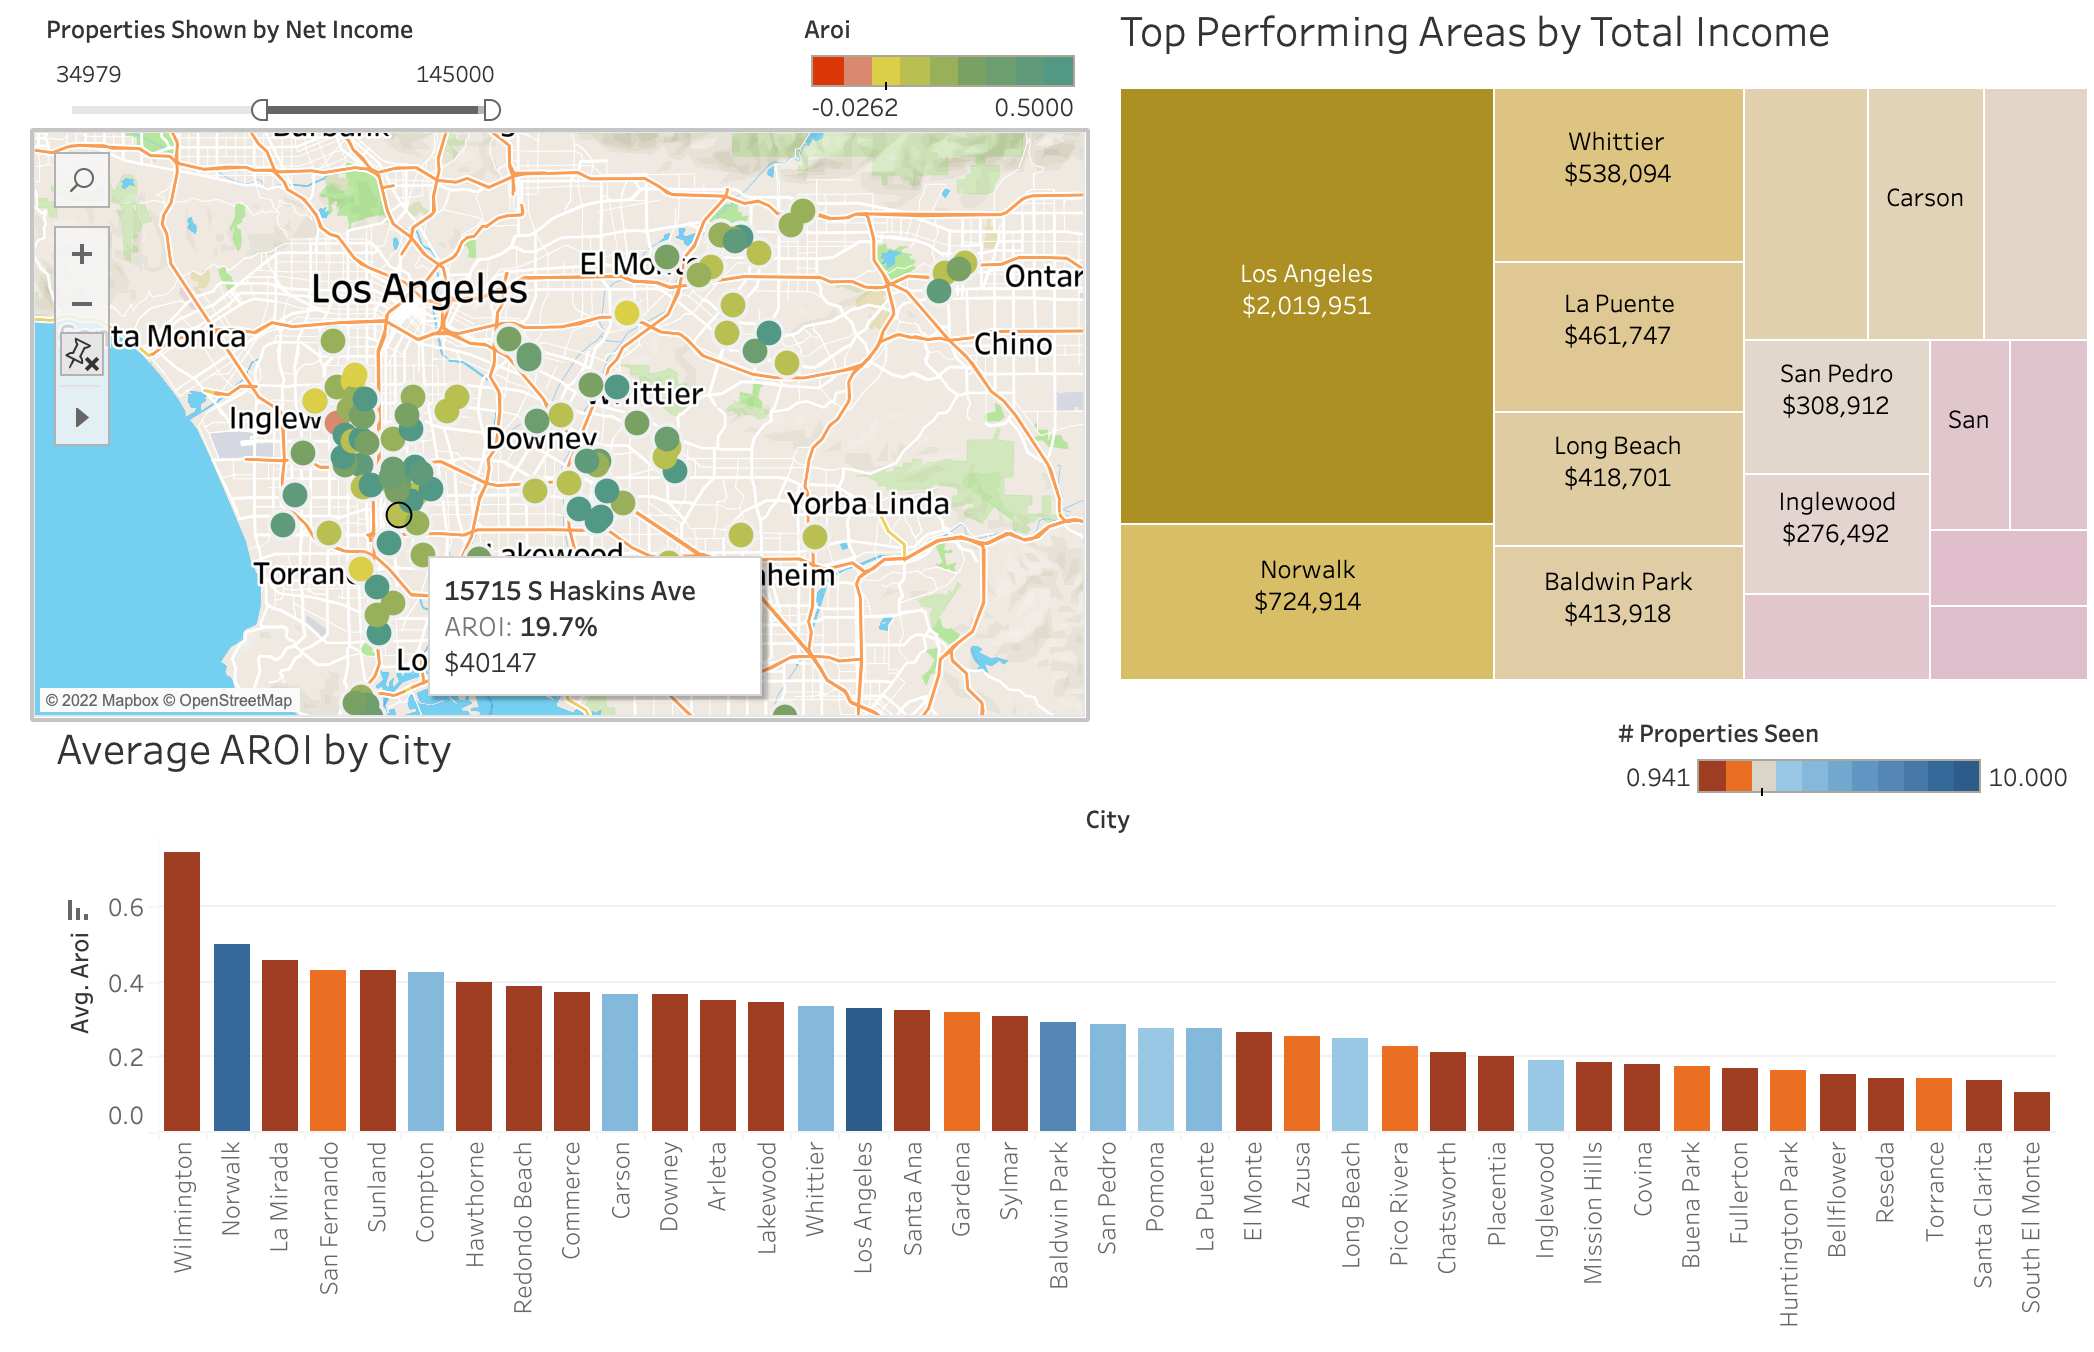 Properties Shown by Net Income
34979
145000
Aroi
-0.0262
0.5000
Top Performing Areas by Total Income
Los Angeles
El Monte
Ontar
ta Monica
Chino
Inglew
Whittier
Downey
Yorba Linda
Lakewood
Torran
heim
Lo
15715 S Haskins Ave
AROI: 19.7%
$40147
© 2022 Mapbox © OpenStreetMap
Los Angeles
$2,019,951
Norwalk
$724,914
Whittier
$538,094
La Puente
$461,747
Long Beach
$418,701
Baldwin Park
$413,918
Carson
San Pedro
$308,912
Inglewood
$276,492
San
Average AROI by City
# Properties Seen
0.941
10.000
City
Avg. Aroi
0.6
0.4
0.2
0.0
Wilmington
Norwalk
La Mirada
San Fernando
Sunland
Compton
Hawthorne
Redondo Beach
Commerce
Carson
Downey
Arleta
Lakewood
Whittier
Los Angeles
Santa Ana
Gardena
Sylmar
Baldwin Park
San Pedro
Pomona
La Puente
El Monte
Azusa
Long Beach
Pico Rivera
Chatsworth
Placentia
Inglewood
Mission Hills
Covina
Buena Park
Fullerton
Huntington Park
Bellflower
Reseda
Torrance
Santa Clarita
South El Monte